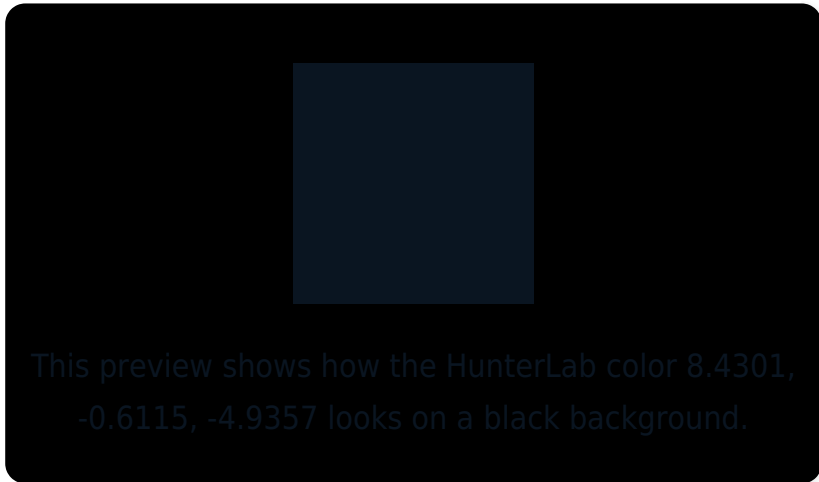 This preview shows how the HunterLab color 8.4301,
-0.6115, -4.9357 looks on a black background.